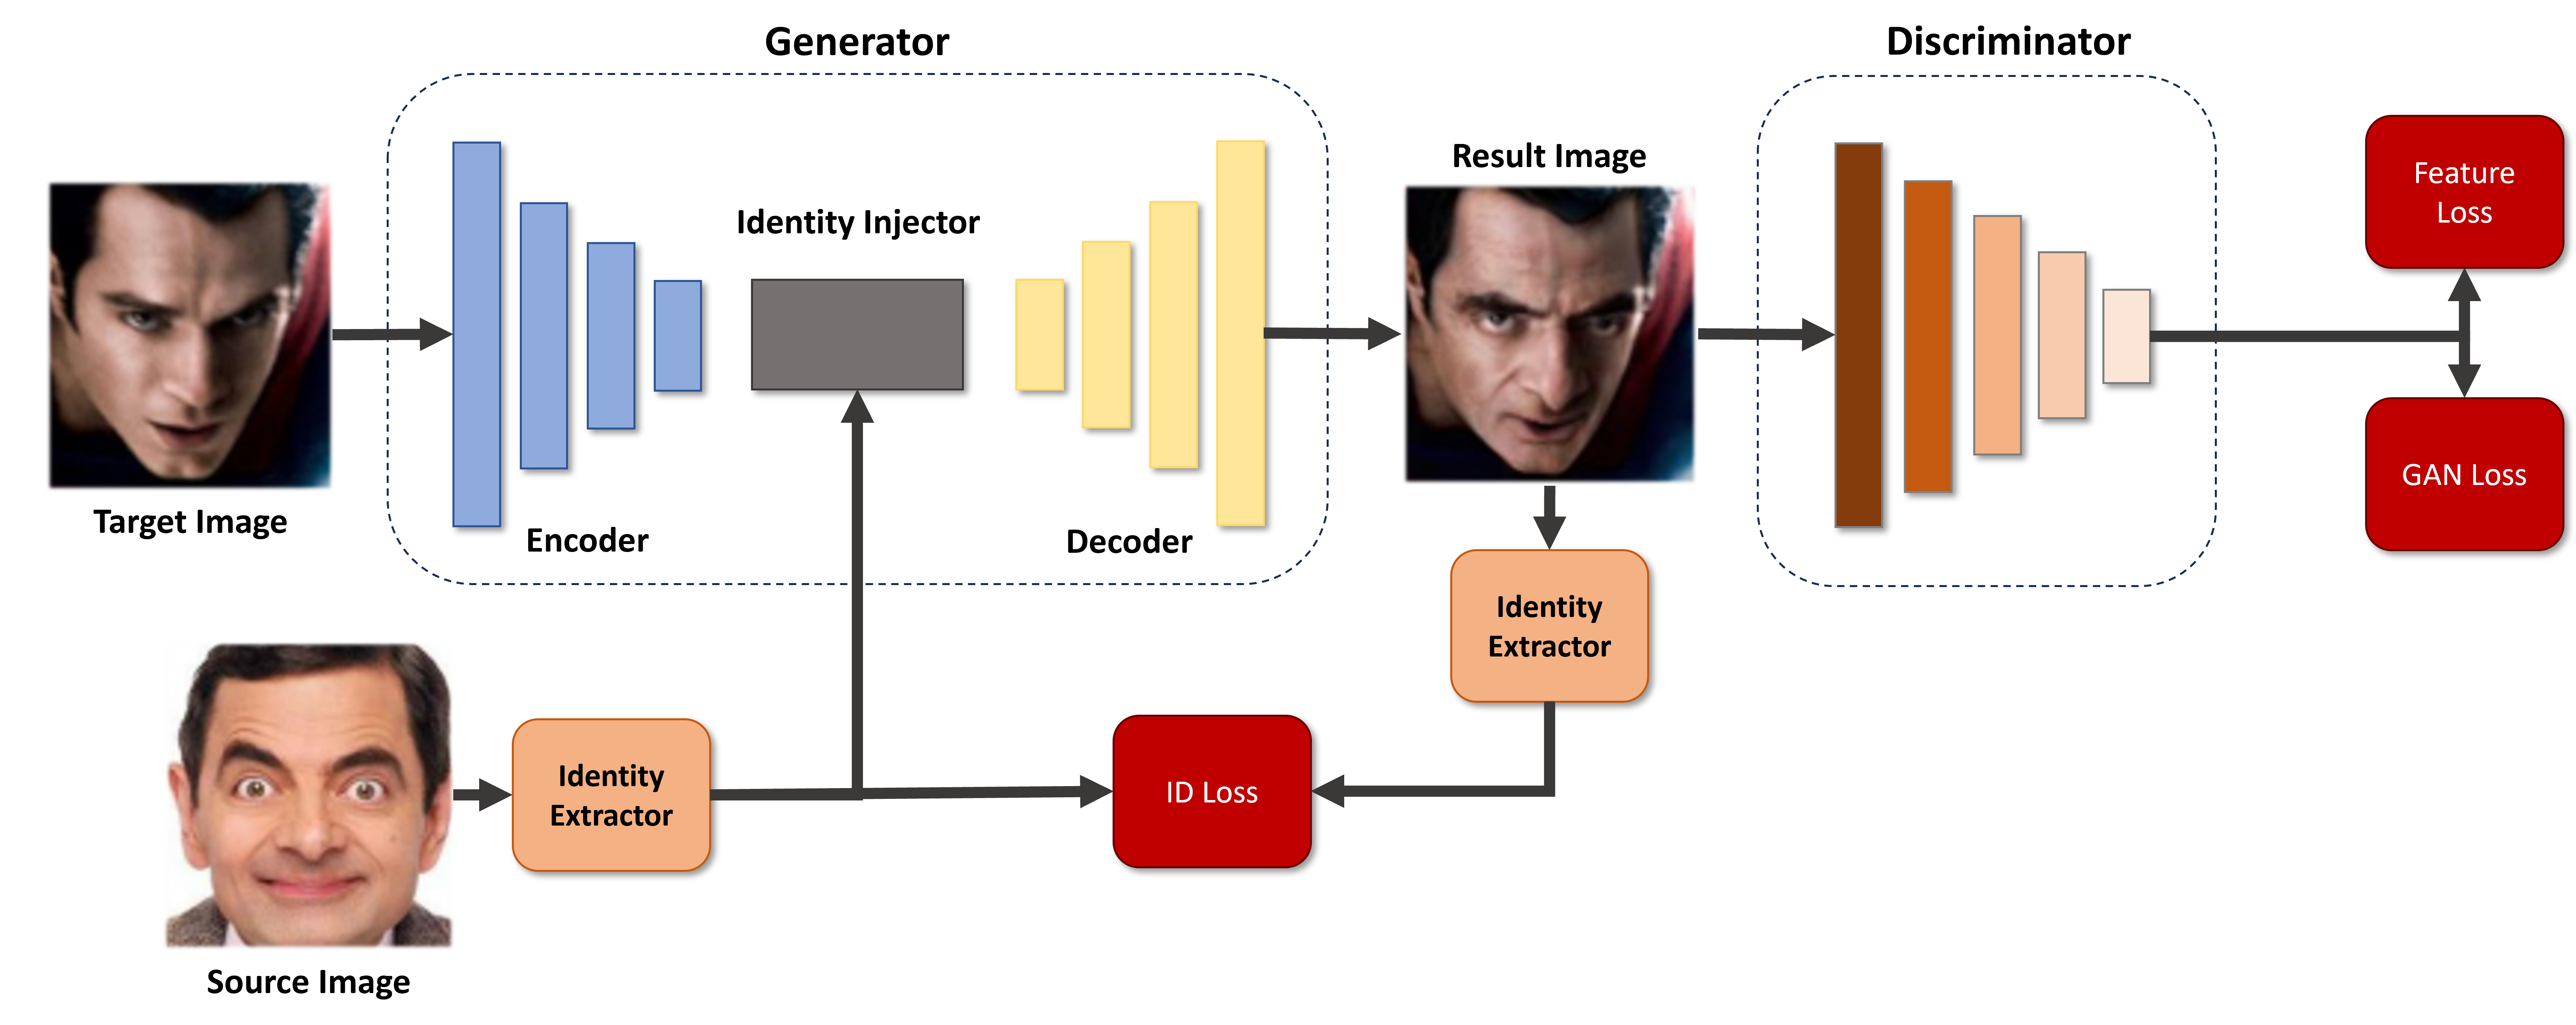 Generator
Discriminator
Target Image
Encoder
Identity Injector
Decoder
Result Image
Feature
Loss
GAN Loss
Identity
Extractor
Source Image
Identity
Extractor
ID Loss